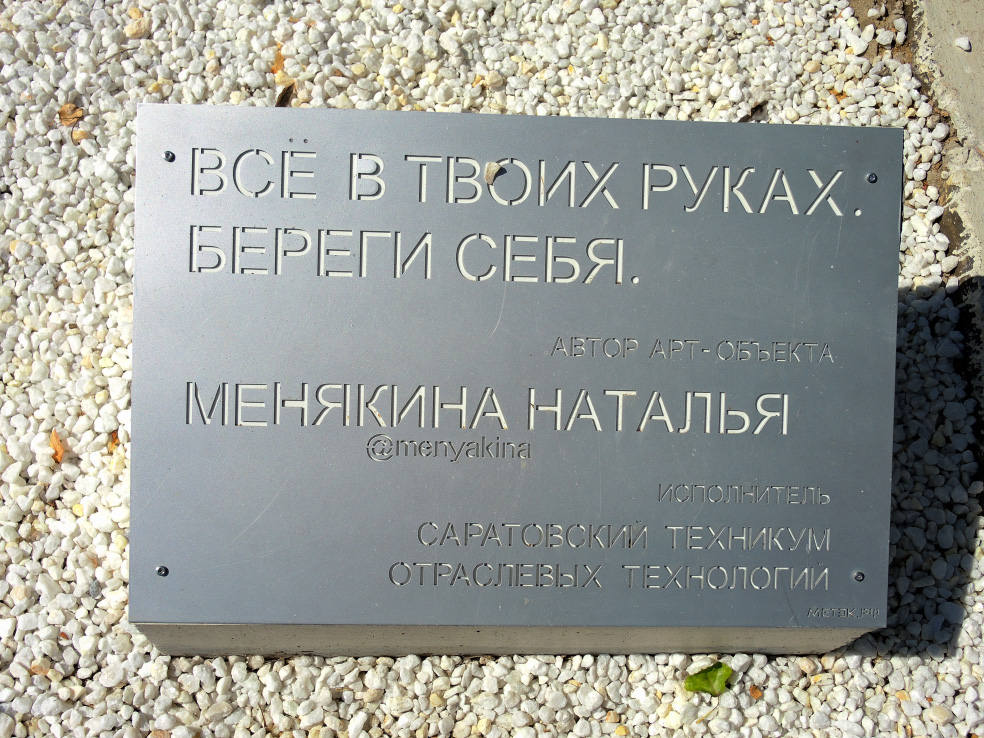 ВСЁ В ТВОИХ РУКАХ.
БЕРЕГИ СЕБЯ.
АВТОР АРТ-ОБЪЕКТА
МЕНЯКИНА НАТАЛЬЯ
@menyakina
ИСПОЛНИТЕЛЬ
САРАТОВСКИЙ ТЕХНИКУМ
ОТРАСЛЕВЫХ ТЕХНОЛОГИЙ